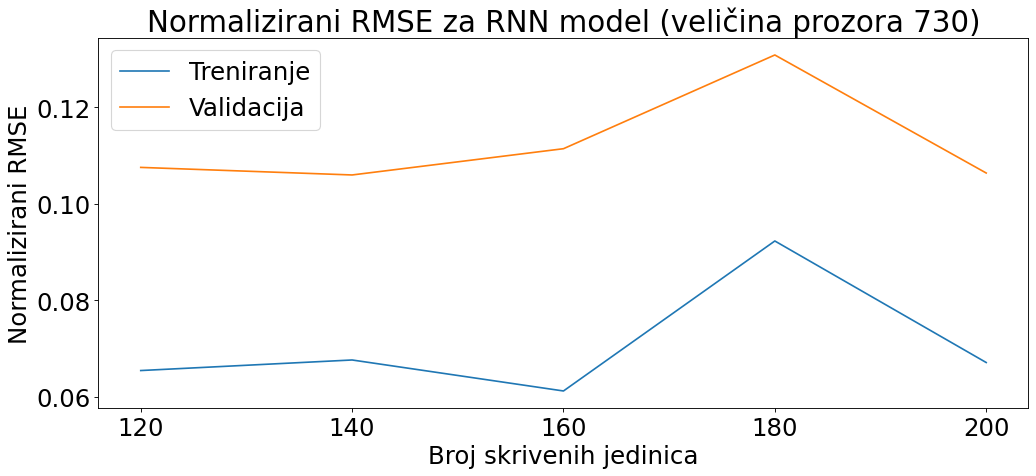 Normalizirani RMSE za RNN model (veličina prozora 730)
Treniranje
Validacija
Normalizirani RMSE
0.12
0.10
0.08
0.06
120 140 160 180 200
Broj skrivenih jedinica